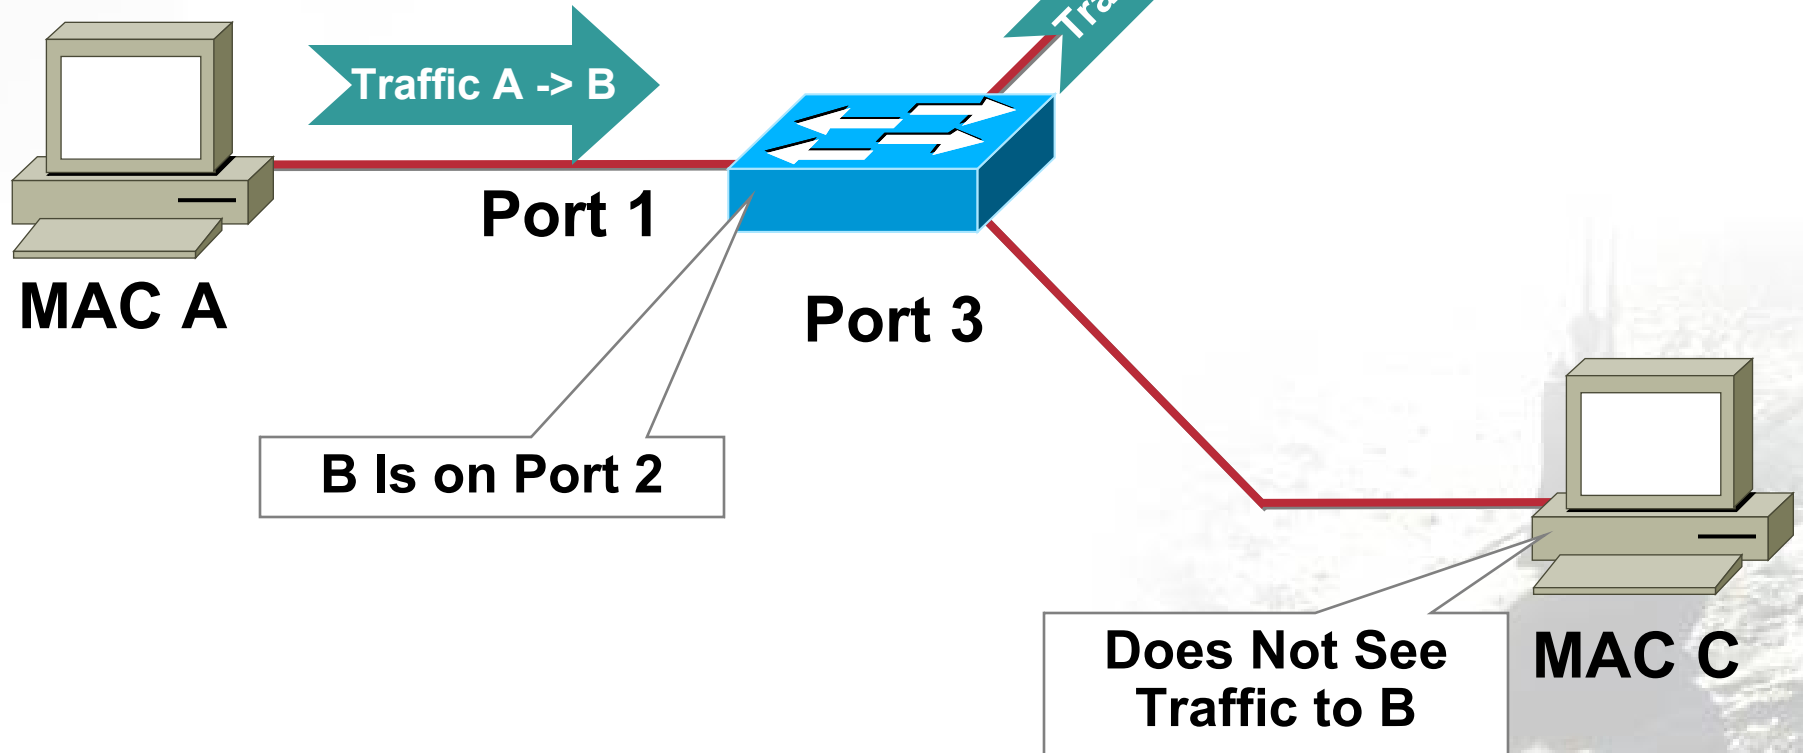 Traffic A -> B
Port 1
MAC A
Port 3
B Is on Port 2
Does Not See
Traffic to B
MAC C